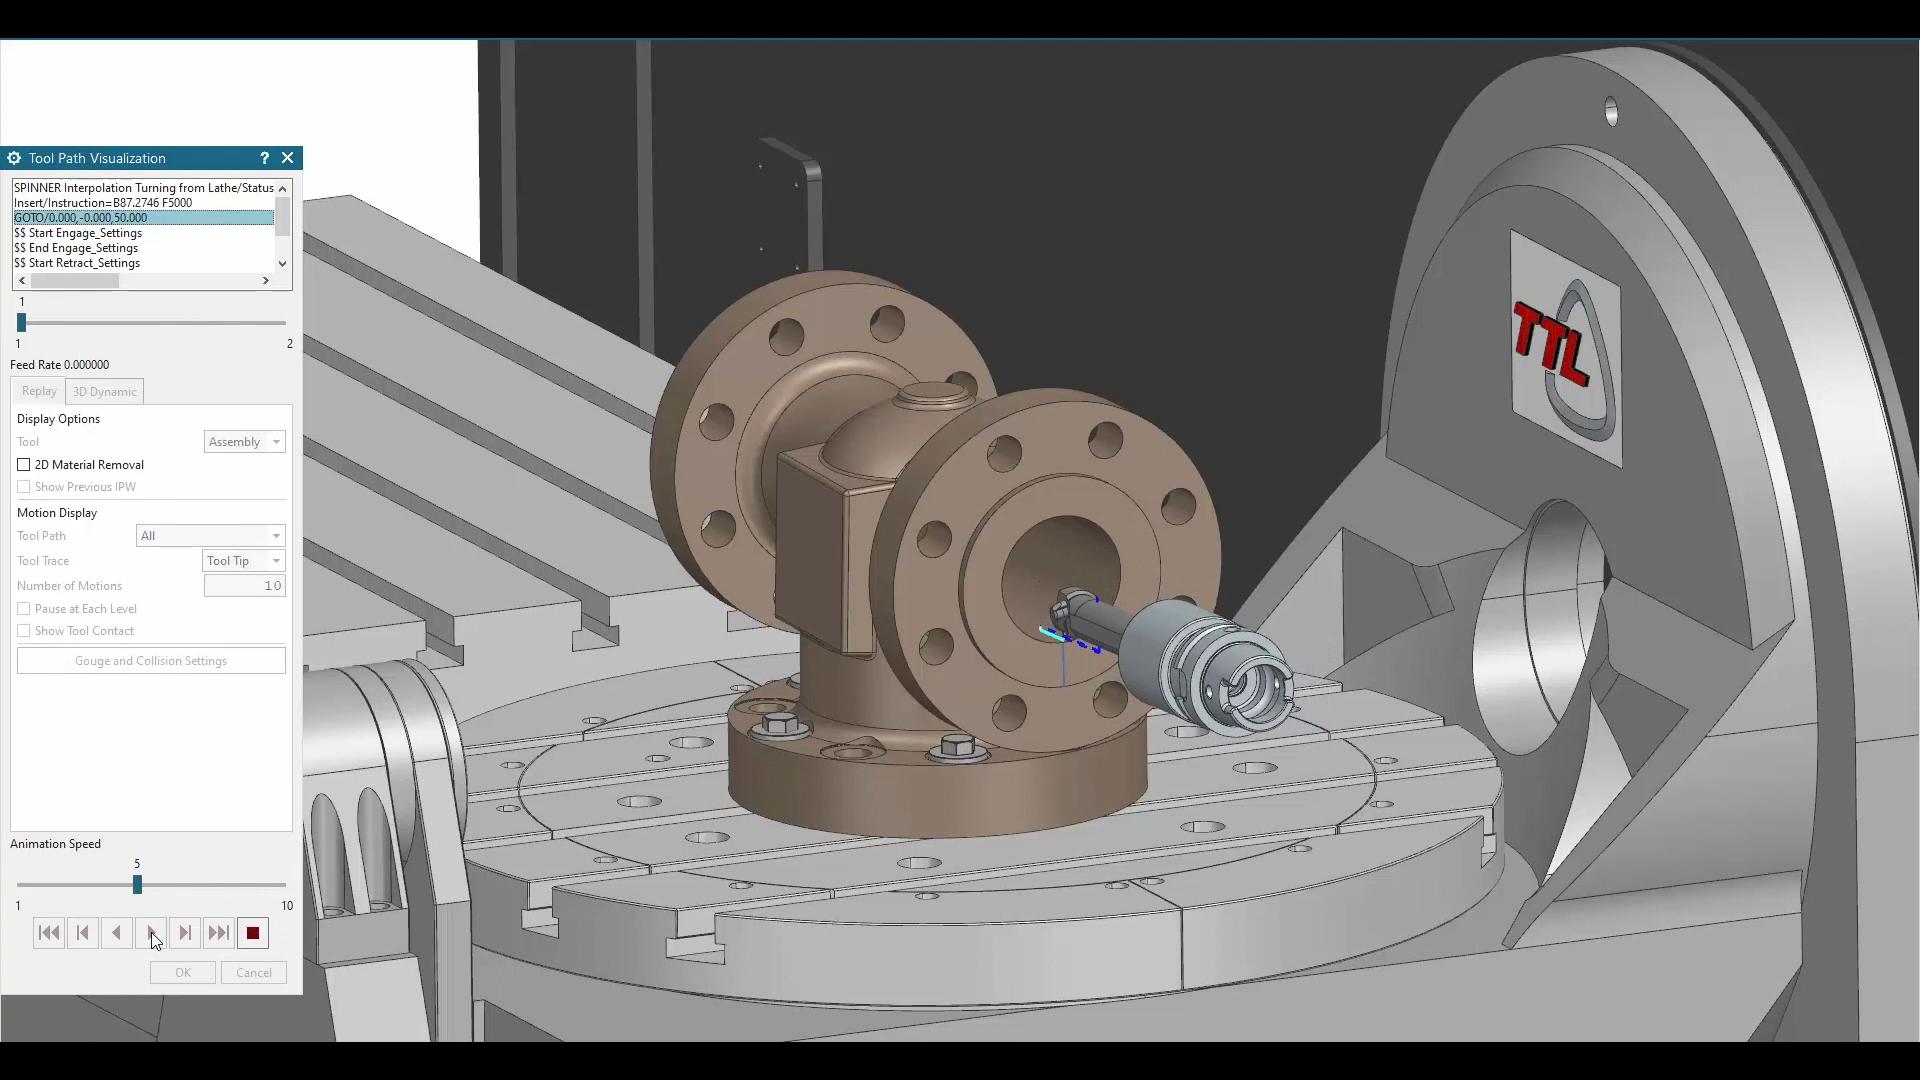 Tool Path Visualization
?
SPINNER Interpolation Turning from Lathe/Status
Insert/Instruction=B87.2746 F5000
GOTO/0.000,-0.000,50.000
$$ Start Engage_Settings
$$ End Engage_Settings
$$ Start Retract_Settings
1
1
2
Feed Rate 0.000000
Replay
3D Dynamic
Display Options
Tool
Assembly
2D Material Removal
Show Previous IPW
Motion Display
Tool Path
All
Tool Trace
Tool Tip
Number of Motions
10
Pause at Each Level
Show Tool Contact
Gouge and Collision Settings
Animation Speed
5
1
10
OK
Cancel
TTL